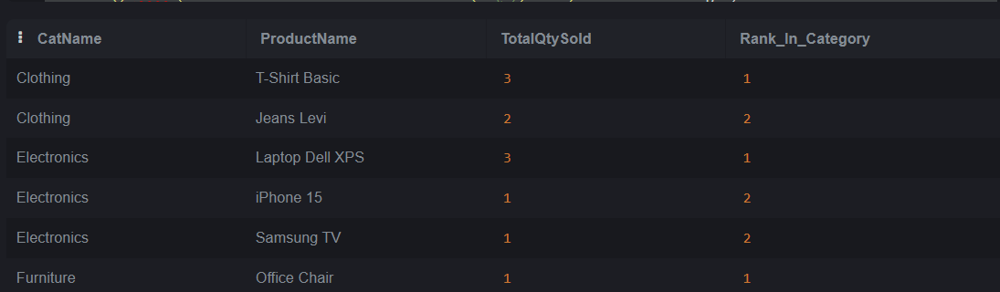 CatName ProductName TotalQtySold Rank_In_Category
Clothing T-Shirt Basic 3 1
Clothing Jeans Levi 2 2
Electronics Laptop Dell XPS 3 1
Electronics iPhone 15 1 2
Electronics Samsung TV 1 2
Furniture Office Chair 1 1